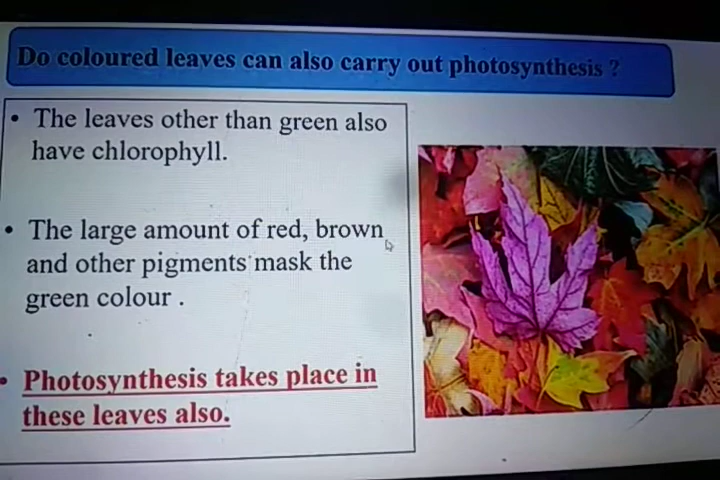 Do coloured leaves can also carry out photosynthesis ?
• The leaves other than green also
have chlorophyll.
• The large amount of red, brown
and other pigments mask the
green colour .
• Photosynthesis takes place in
these leaves also.